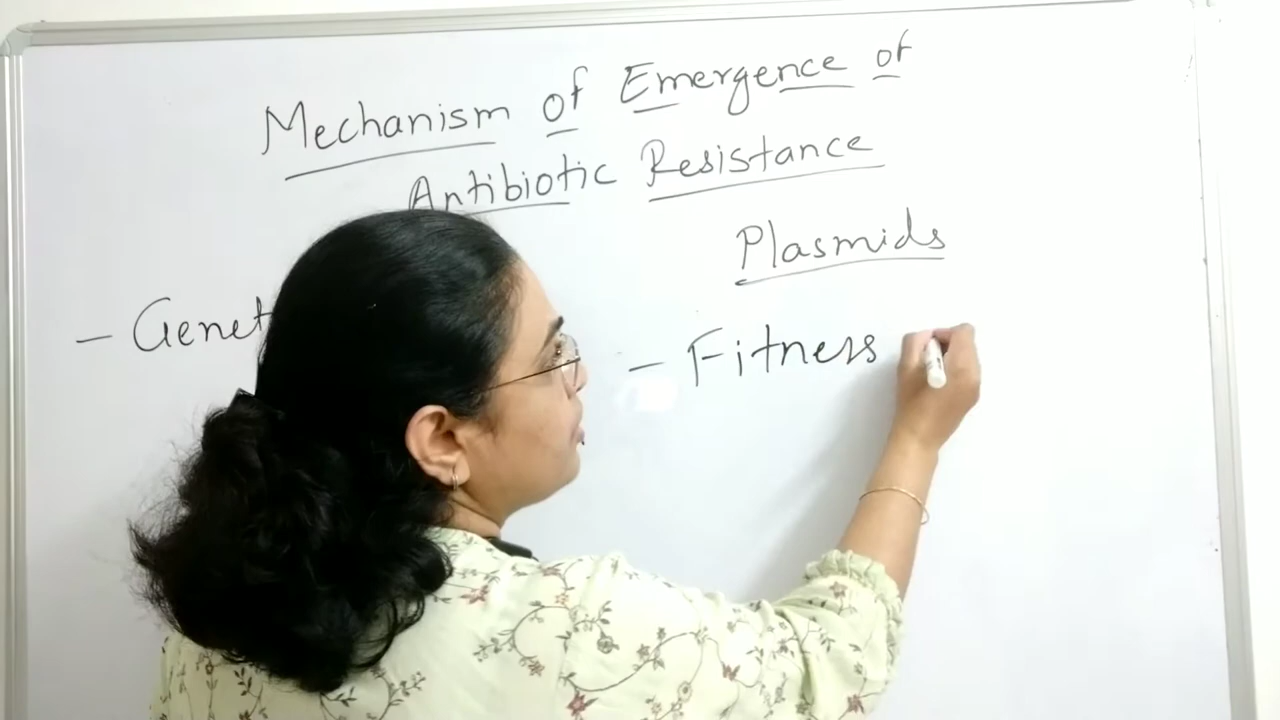 Mechanism of Emergence of
Antibiotic Resistance
Plasmids
- Genet
- Fitness